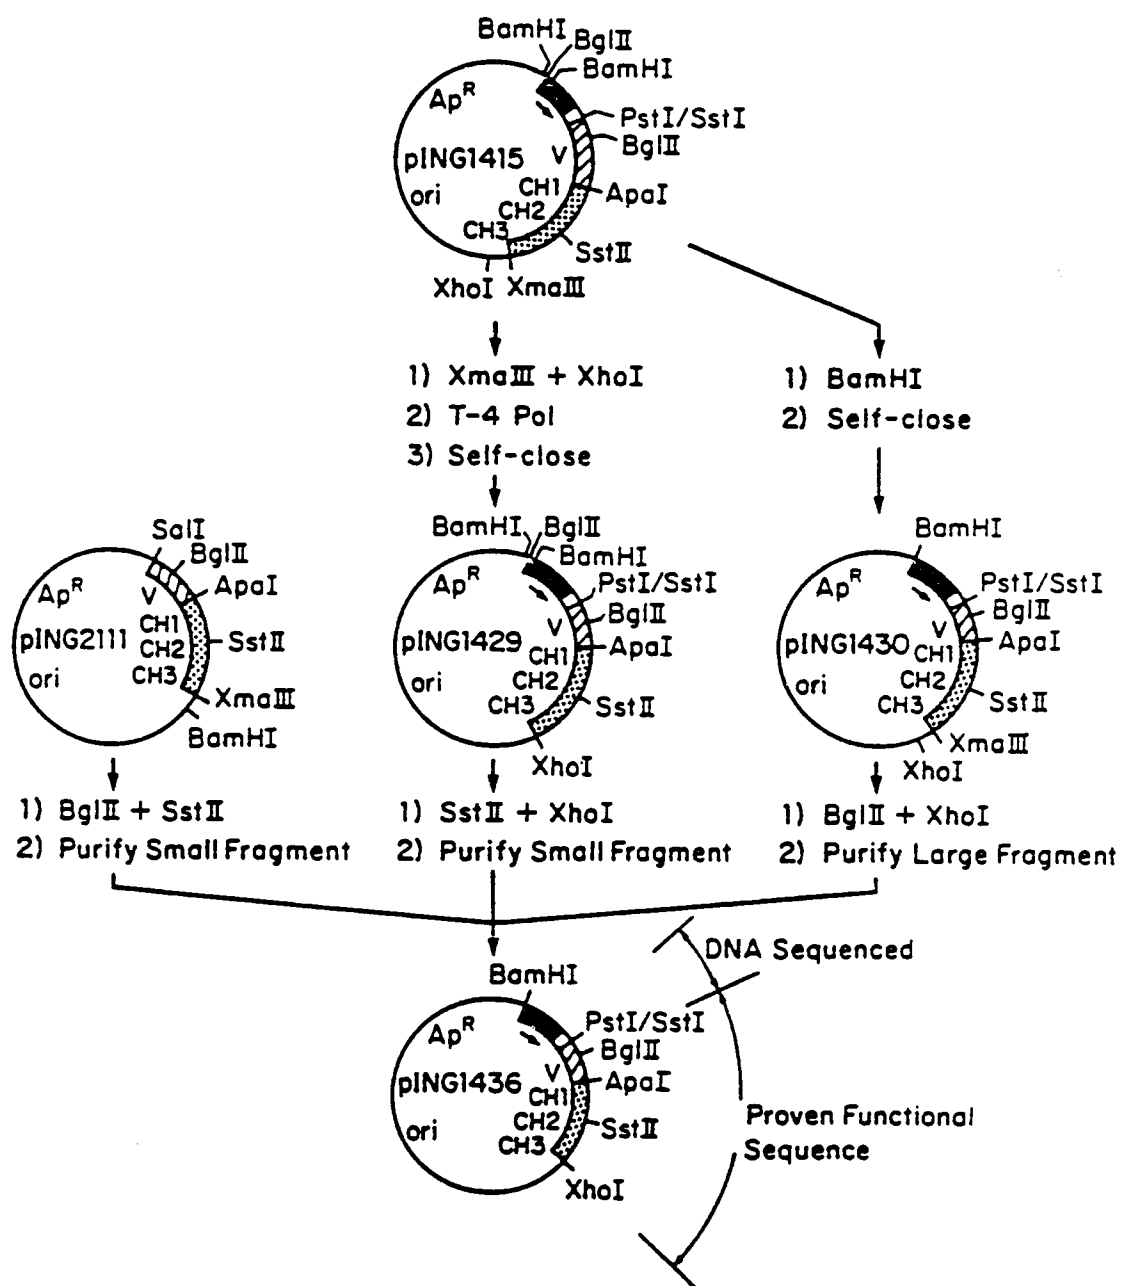 BamHI
BglII
BamHI
Ap^R
PstI/SstI
BglII
pING1415
V
ori
CH1
ApaI
CH2
CH3
SstII
XhoI XmaIII
1) XmaIII + XhoI
2) T-4 Pol
3) Self-close
1) BamHI
2) Self-close
SalI
BglII
ApaI
Ap^R
V
CH1
pING2111
CH2
SstII
ori
CH3
XmaIII
BamHI
BamHI
BglII
BamHI
Ap^R
PstI/SstI
BglII
V
pING1429
CH1
ApaI
ori
CH2
CH3
SstII
XhoI
BamHI
Ap^R
PstI/SstI
BglII
V
pING1430
CH1
ApaI
ori
CH2
CH3
SstII
XmaIII
XhoI
1) BglII + SstII
2) Purify Small Fragment
1) SstII + XhoI
2) Purify Small Fragment
1) BglII + XhoI
2) Purify Large Fragment
DNA Sequenced
BamHI
Ap^R
PstI/SstI
BglII
V
pING1436
ApaI
CH1
ori
CH2
SstII
CH3
XhoI
Proven Functional
Sequence